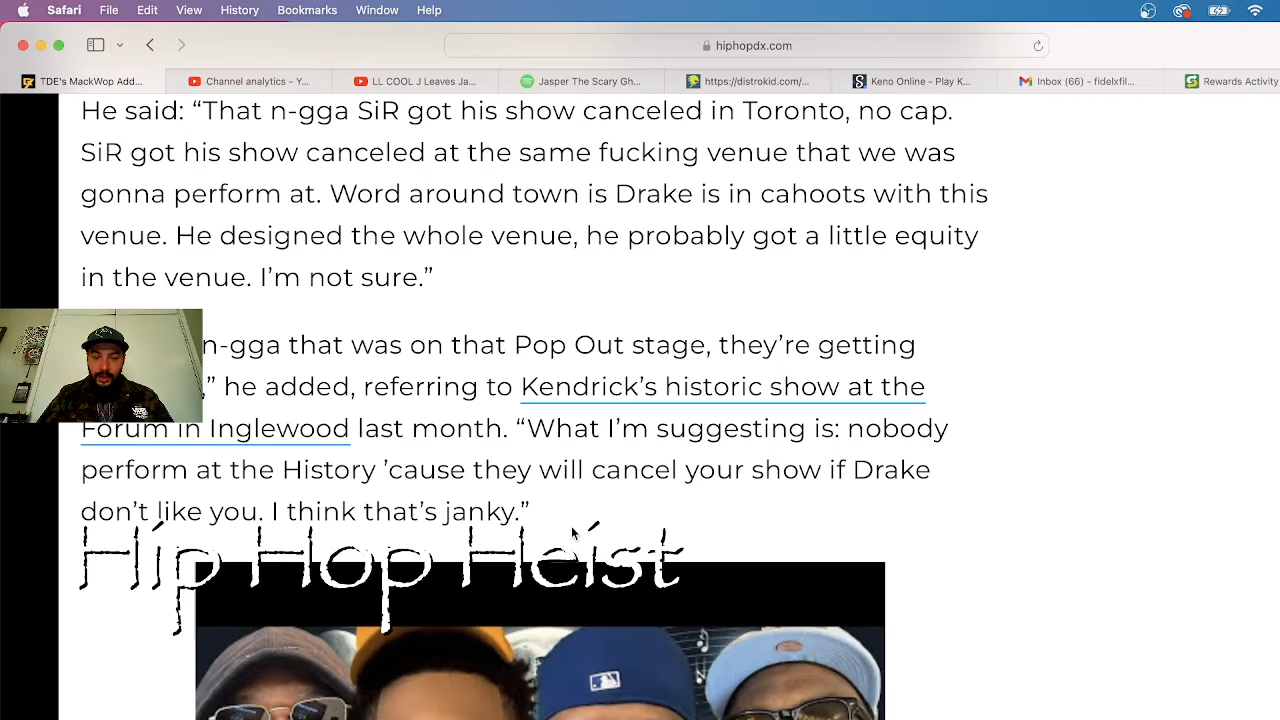 Safari File Edit View History Bookmarks Window Help
hiphopdx.com
TDE's MackWop Add... Channel analytics - Y... LL COOL J Leaves Ja... Jasper The Scary Gh... https://distrokid.com/... Keno Online - Play K... Inbox (66) - fidelxfil... Rewards Activity
He said: “That n-gga SiR got his show canceled in Toronto, no cap.
SiR got his show canceled at the same fucking venue that we was
gonna perform at. Word around town is Drake is in cahoots with this
venue. He designed the whole venue, he probably got a little equity
in the venue. I’m not sure.”
n-gga that was on that Pop Out stage, they’re getting
,” he added, referring to Kendrick’s historic show at the
Forum in Inglewood last month. “What I’m suggesting is: nobody
perform at the History ’cause they will cancel your show if Drake
don’t like you. I think that’s janky.”
Hip Hop Heist